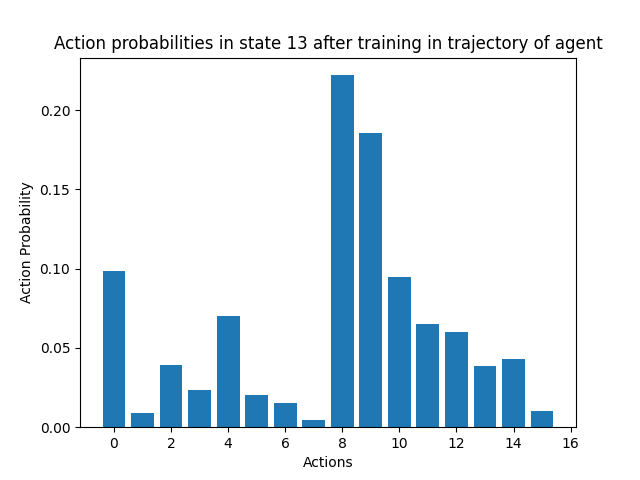 Action probabilities in state 13 after training in trajectory of agent
0.20
0.15
0.10
0.05
0.00
Action Probability
0 2 4 6 8 10 12 14 16
Actions